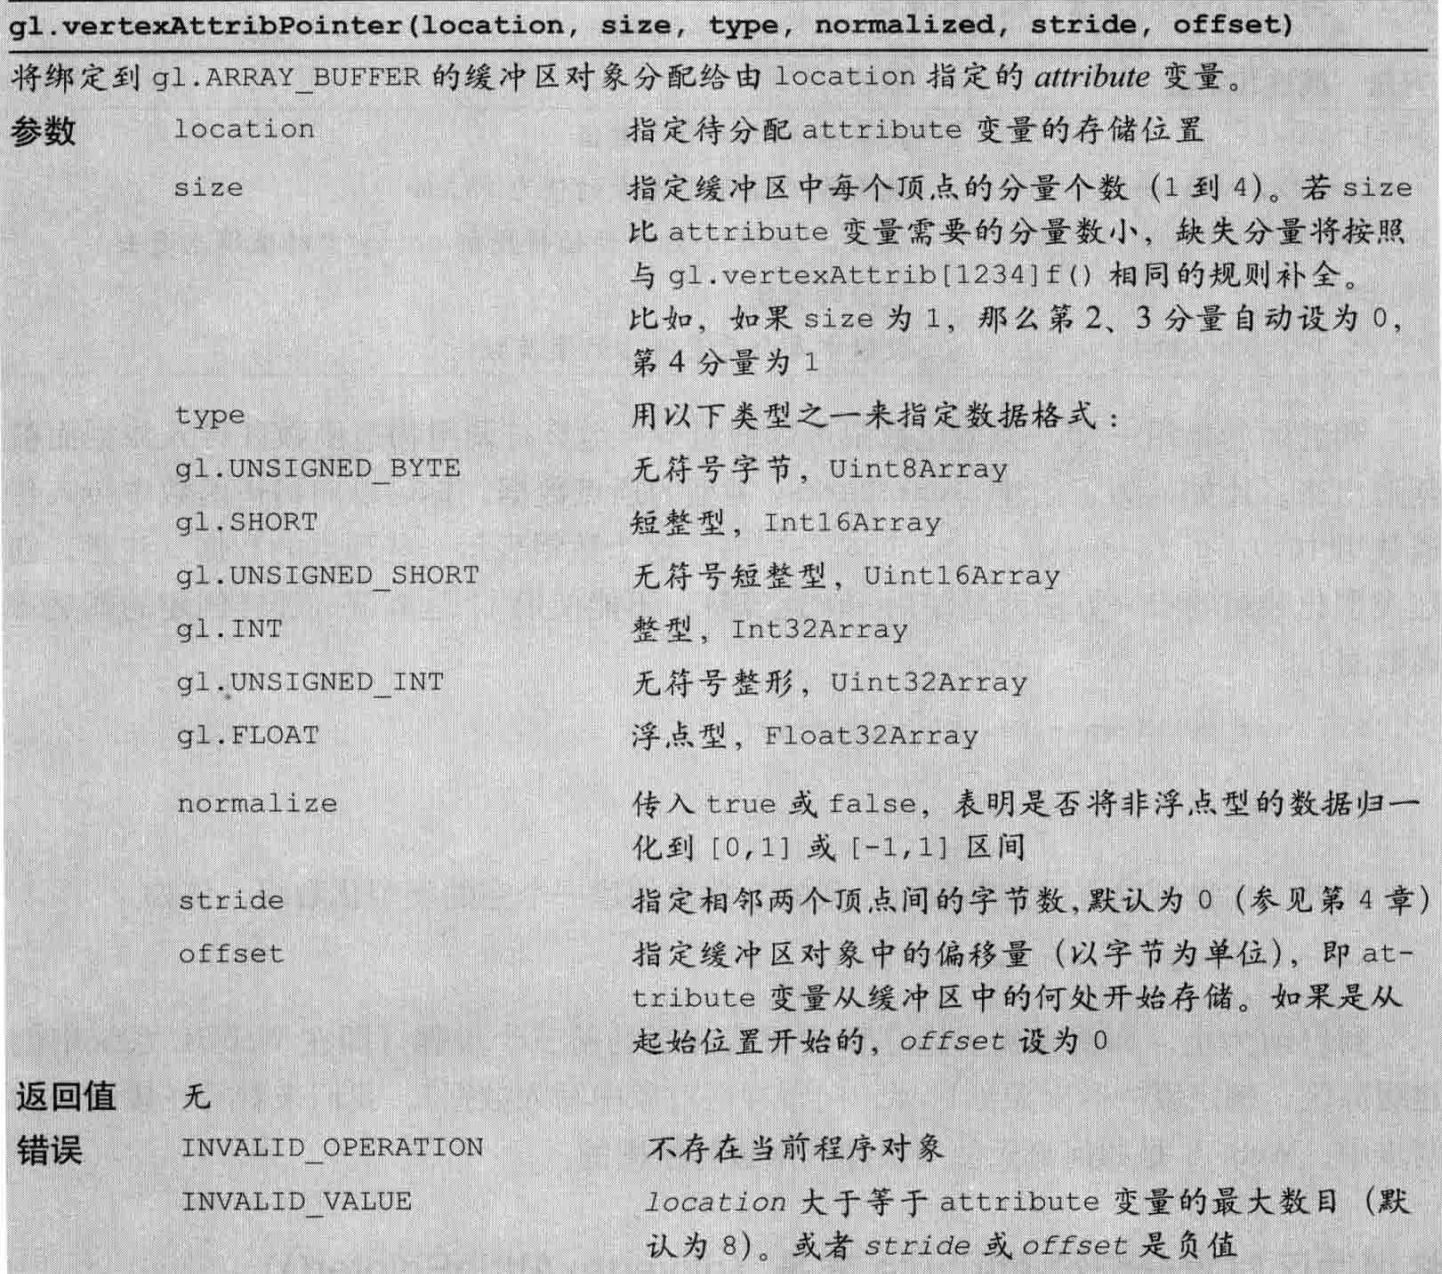 gl.vertexAttribPointer(location, size, type, normalized, stride, offset)
将绑定到 gl.ARRAY_BUFFER 的缓冲区对象分配给由 location 指定的 attribute 变量。
参数 location 指定待分配 attribute 变量的存储位置
size 指定缓冲区中每个顶点的分量个数（1 到 4）。若 size
比 attribute 变量需要的分量数小，缺失分量将按照
与 gl.vertexAttrib[1234]f() 相同的规则补全。
比如，如果 size 为 1，那么第 2、3 分量自动设为 0，
第 4 分量为 1
type 用以下类型之一来指定数据格式：
gl.UNSIGNED_BYTE 无符号字节，Uint8Array
gl.SHORT 短整型，Int16Array
gl.UNSIGNED_SHORT 无符号短整型，Uint16Array
gl.INT 整型，Int32Array
gl.UNSIGNED_INT 无符号整形，Uint32Array
gl.FLOAT 浮点型，Float32Array
normalize 传入 true 或 false，表明是否将非浮点型的数据归一
化到 [0,1] 或 [-1,1] 区间
stride 指定相邻两个顶点间的字节数，默认为 0（参见第 4 章）
offset 指定缓冲区对象中的偏移量（以字节为单位），即 at-
tribute 变量从缓冲区中的何处开始存储。如果是从
起始位置开始的，offset 设为 0
返回值 无
错误 INVALID_OPERATION 不存在当前程序对象
INVALID_VALUE location 大于等于 attribute 变量的最大数目（默
认为 8）。或者 stride 或 offset 是负值